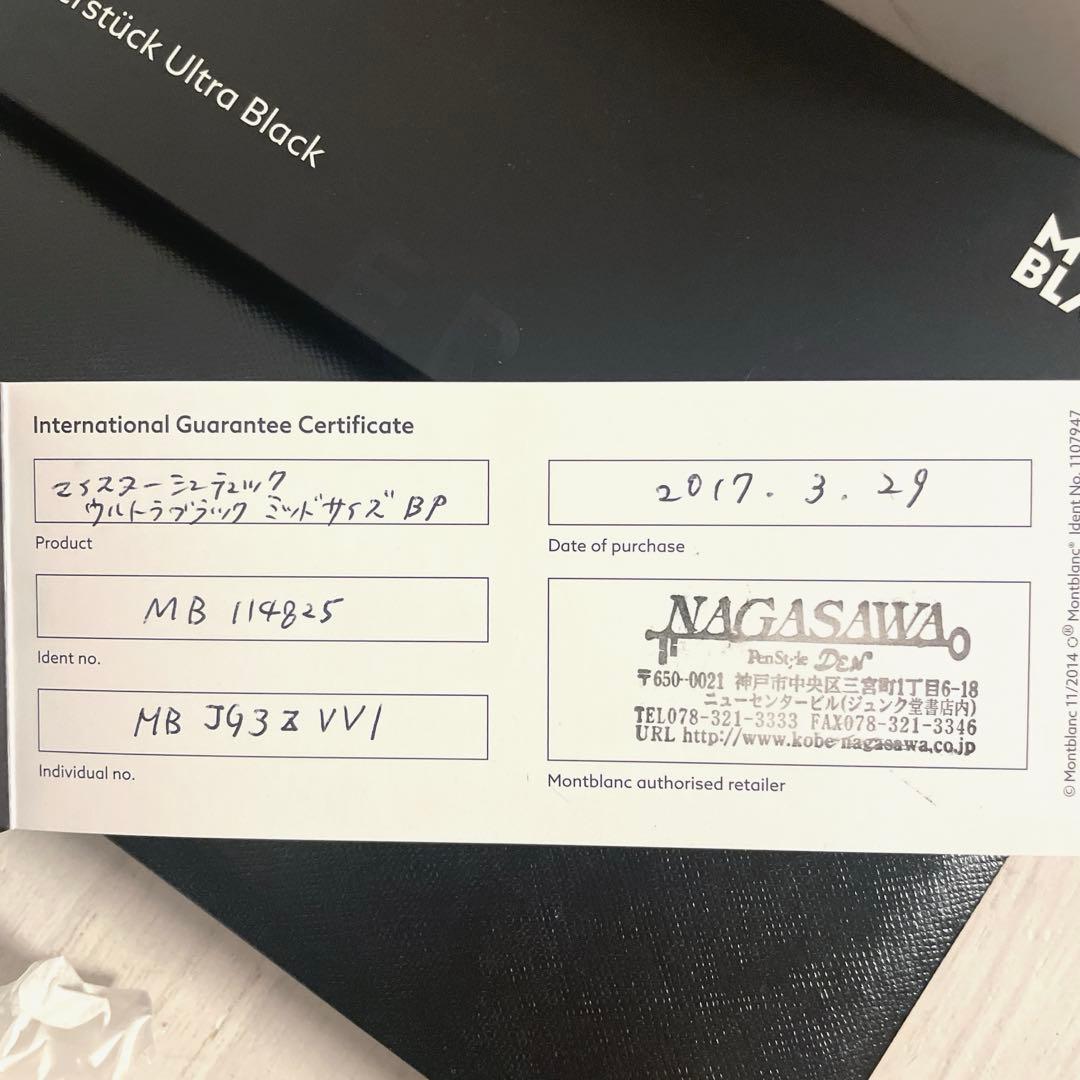 erstück Ultra Black
M
BLA
International Guarantee Certificate
マイスターシュテュック
ウルトラブラック ミッドサイズ BP
Product
2017. 3. 29
Date of purchase
MB 114825
Ident no.
MB JG3ZVV1
Individual no.
NAGASAWA
PenStyle DEN
〒650-0021 神戸市中央区三宮町1丁目6-18
ニューセンタービル(ジュンク堂書店内)
TEL078-321-3333 FAX078-321-3346
URL http://www.kobe-nagasawa.co.jp
Montblanc authorised retailer
© Montblanc 11/2014 O® Montblanc® Ident No. 1107947